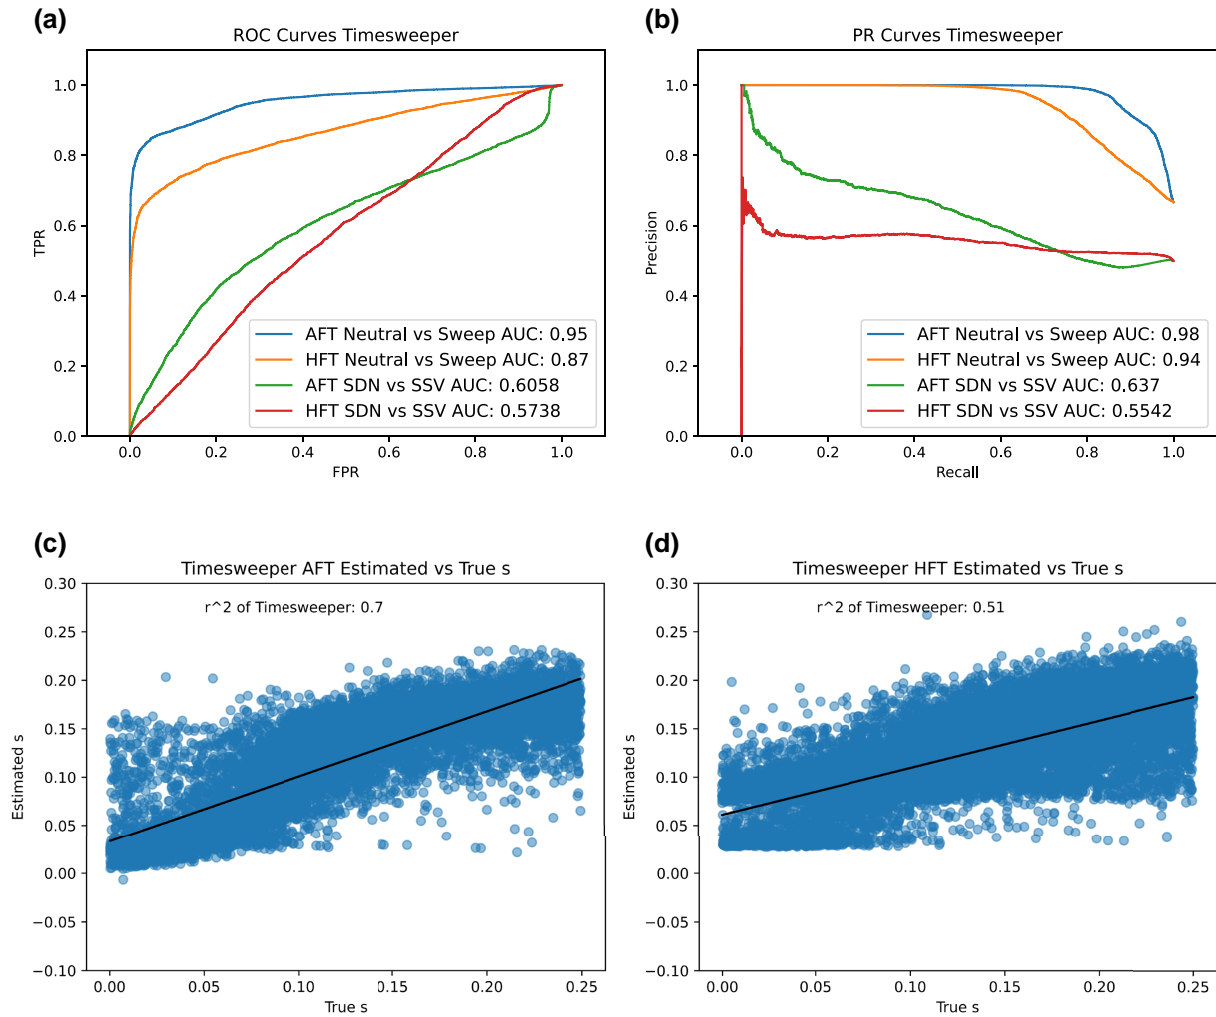 (a)
ROC Curves Timesweeper
TPR
1.0
0.8
0.6
0.4
0.2
0.0
0.0 0.2 0.4 0.6 0.8 1.0
FPR
AFT Neutral vs Sweep AUC: 0.95
HFT Neutral vs Sweep AUC: 0.87
AFT SDN vs SSV AUC: 0.6058
HFT SDN vs SSV AUC: 0.5738
(b)
PR Curves Timesweeper
Precision
1.0
0.8
0.6
0.4
0.2
0.0
0.0 0.2 0.4 0.6 0.8 1.0
Recall
AFT Neutral vs Sweep AUC: 0.98
HFT Neutral vs Sweep AUC: 0.94
AFT SDN vs SSV AUC: 0.637
HFT SDN vs SSV AUC: 0.5542
(c)
Timesweeper AFT Estimated vs True s
r^2 of Timesweeper: 0.7
Estimated s
0.30
0.25
0.20
0.15
0.10
0.05
0.00
−0.05
−0.10
0.00 0.05 0.10 0.15 0.20 0.25
True s
(d)
Timesweeper HFT Estimated vs True s
r^2 of Timesweeper: 0.51
Estimated s
0.30
0.25
0.20
0.15
0.10
0.05
0.00
−0.05
−0.10
0.00 0.05 0.10 0.15 0.20 0.25
True s